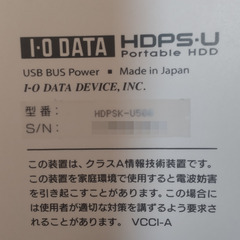 I-O DATA HDPS-U
Portable HDD
USB BUS Power ▪ Made in Japan
I-O DATA DEVICE, INC.
型番： HDPSK-U500
S/N：
この装置は、クラスA情報技術装置です。
この装置を家庭環境で使用すると電波妨害
を引き起こすことがあります。この場合に
は使用者が適切な対策を講ずるよう要求さ
れることがあります。 VCCI-A